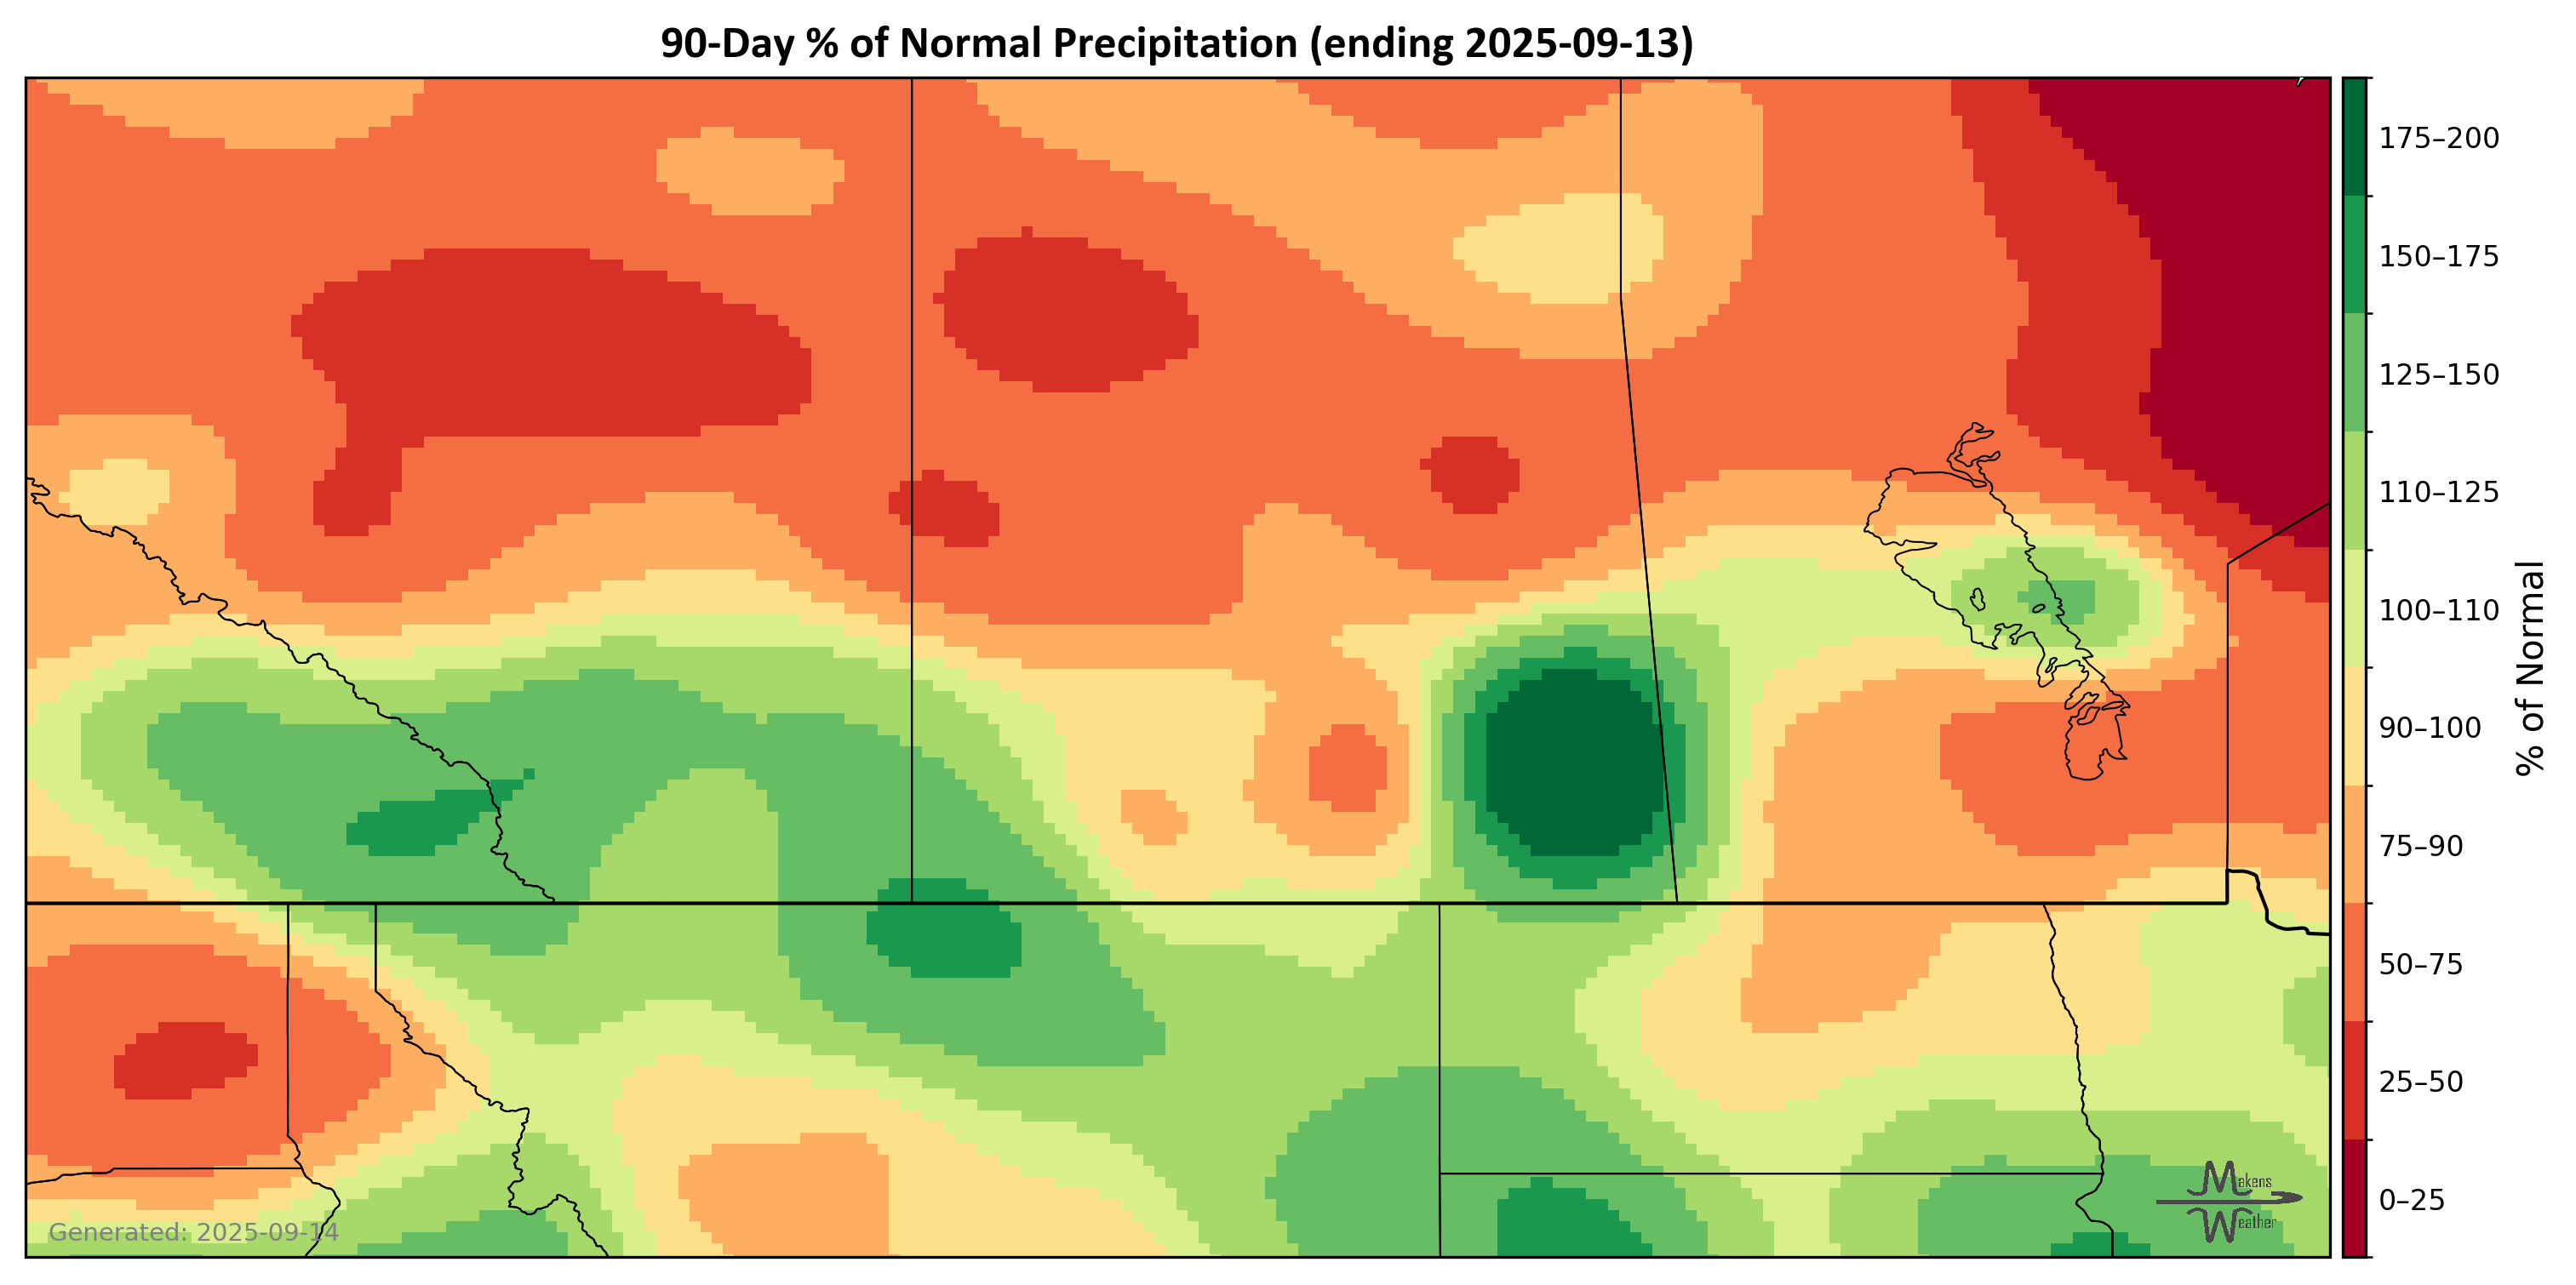 90-Day % of Normal Precipitation (ending 2025-09-13)
175–200
150–175
125–150
110–125
100–110
90–100
75–90
50–75
25–50
0–25
% of Normal
Makens
Weather
Generated: 2025-09-14